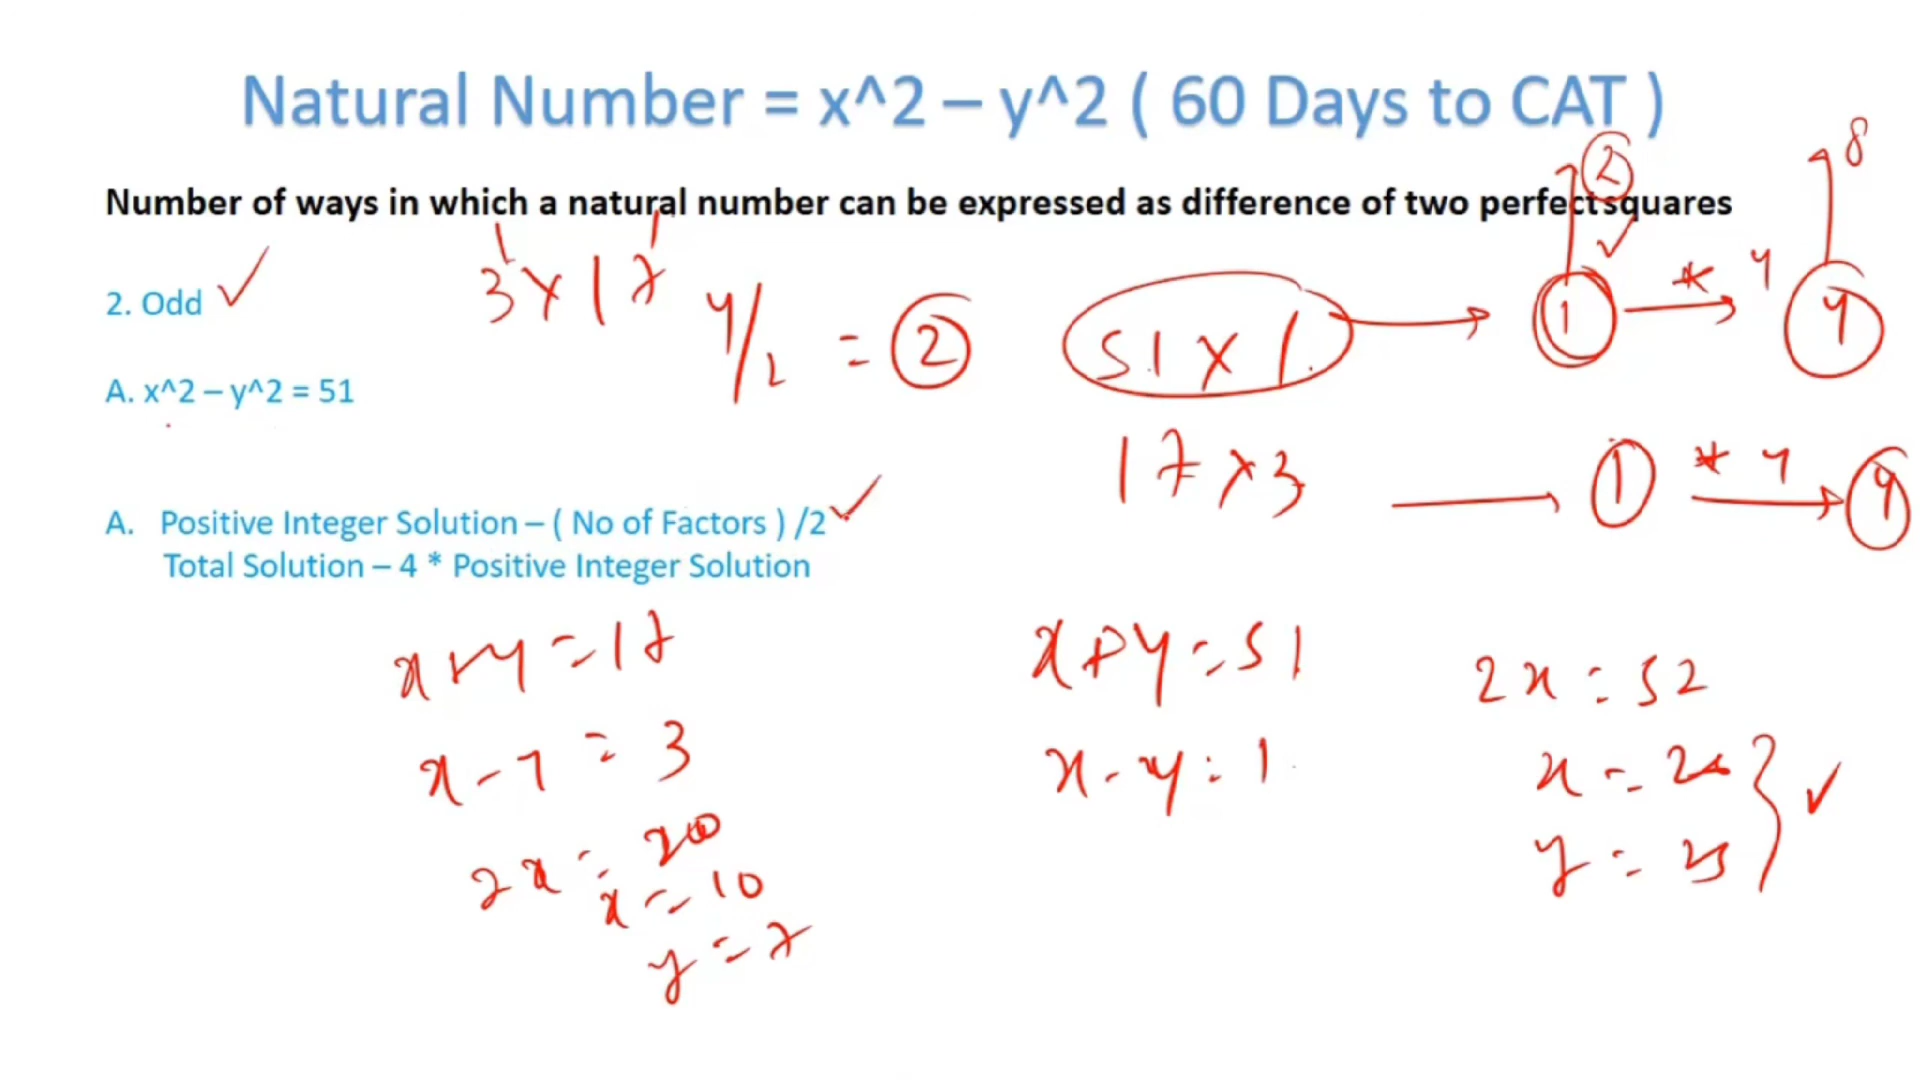 Natural Number = x^2 – y^2 ( 60 Days to CAT )
Number of ways in which a natural number can be expressed as difference of two perfect squares
2. Odd
3 x 17
4/2 = 2
51 x 1
1 * 4 4
2
8
A. x^2 – y^2 = 51
17 x 3
1 * 4 4
A. Positive Integer Solution – ( No of Factors ) /2
Total Solution – 4 * Positive Integer Solution
x+y=17
x-y=3
2x=20
x=10
y=7
x+y=51
x-y=1
2x=52
x=26
y=25